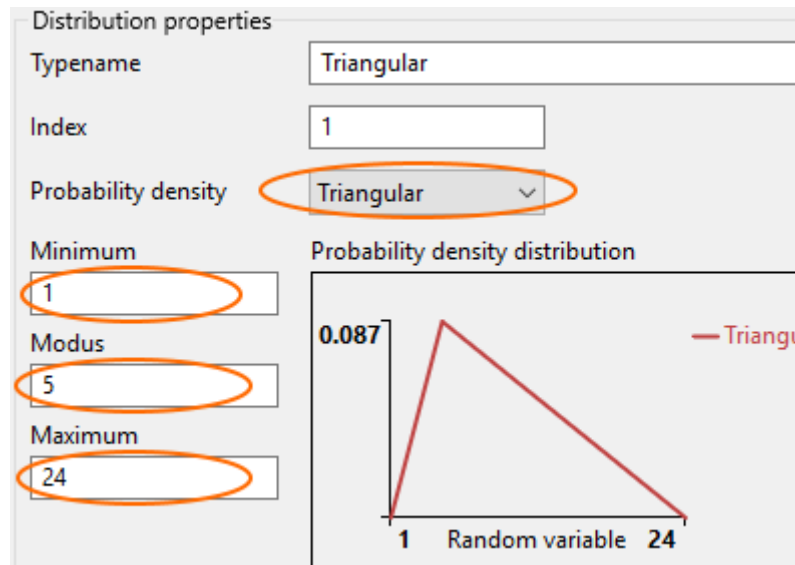 Distribution properties
Typename Triangular
Index 1
Probability density Triangular
Minimum Probability density distribution
1
Modus
5
Maximum
24
0.087
Triangu
1 Random variable 24